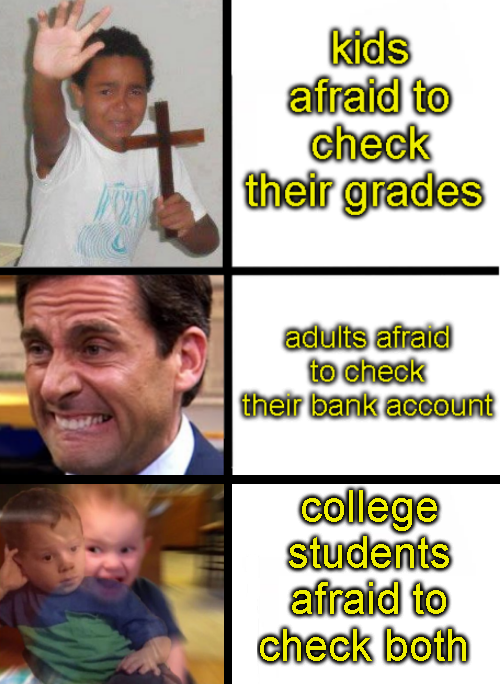 kids
afraid to
check
their grades
adults afraid
to check
their bank account
college
students
afraid to
check both